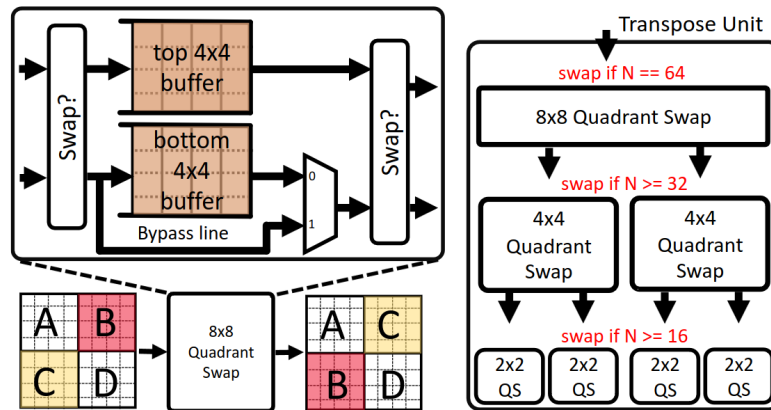 Swap?
top 4x4
buffer
bottom
4x4
buffer
Bypass line
0
1
Swap?
A
B
C
D
8x8
Quadrant
Swap
A
C
B
D
Transpose Unit
swap if N == 64
8x8 Quadrant Swap
swap if N >= 32
4x4
Quadrant
Swap
4x4
Quadrant
Swap
swap if N >= 16
2x2
QS
2x2
QS
2x2
QS
2x2
QS